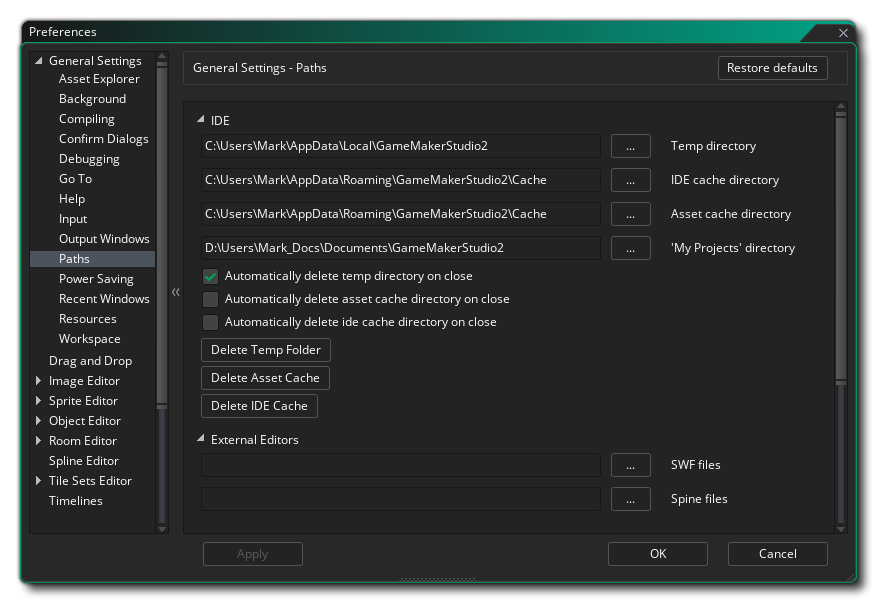 Preferences
General Settings
Asset Explorer
Background
Compiling
Confirm Dialogs
Debugging
Go To
Help
Input
Output Windows
Paths
Power Saving
Recent Windows
Resources
Workspace
Drag and Drop
Image Editor
Sprite Editor
Object Editor
Room Editor
Spline Editor
Tile Sets Editor
Timelines
«
General Settings - Paths
Restore defaults
IDE
C:\Users\Mark\AppData\Local\GameMakerStudio2 ... Temp directory
C:\Users\Mark\AppData\Roaming\GameMakerStudio2\Cache ... IDE cache directory
C:\Users\Mark\AppData\Roaming\GameMakerStudio2\Cache ... Asset cache directory
D:\Users\Mark_Docs\Documents\GameMakerStudio2 ... 'My Projects' directory
Automatically delete temp directory on close
Automatically delete asset cache directory on close
Automatically delete ide cache directory on close
Delete Temp Folder
Delete Asset Cache
Delete IDE Cache
External Editors
... SWF files
... Spine files
Apply OK Cancel